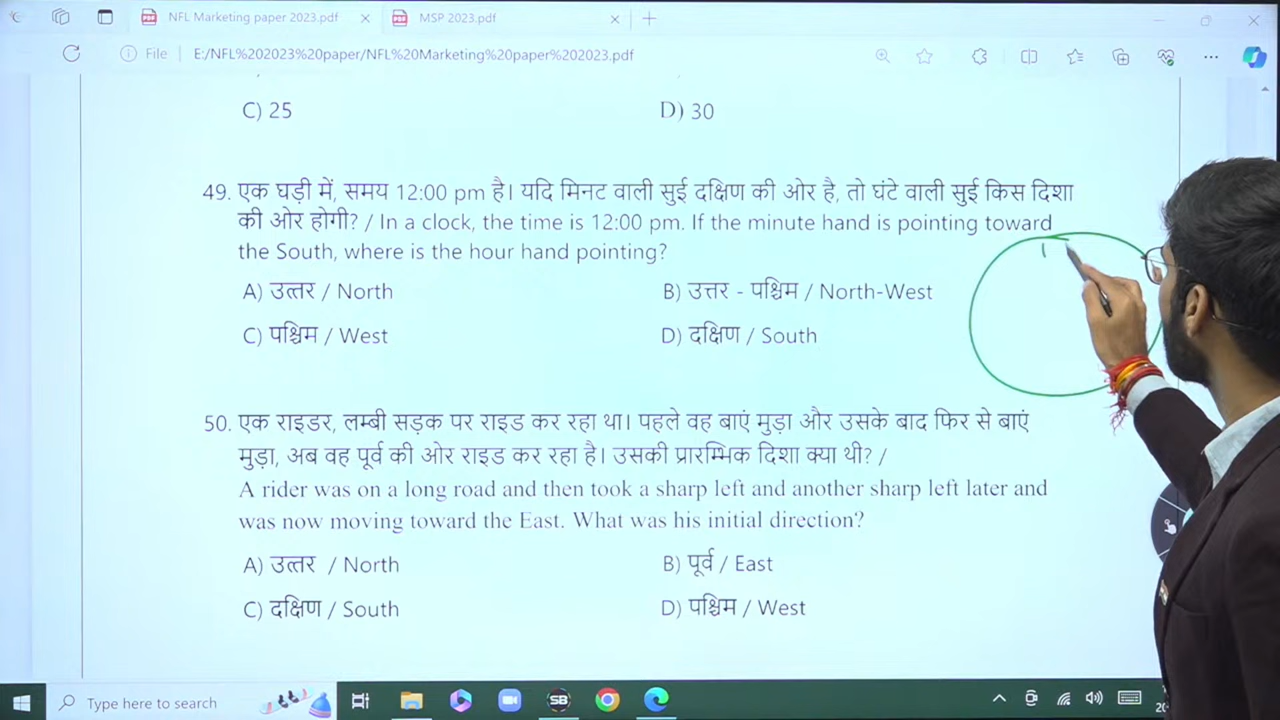 NFL Marketing paper 2023.pdf
MSP 2023.pdf
File
E:/NFL%202023%20paper/NFL%20Marketing%20paper%202023.pdf
C) 25
D) 30
49. एक घड़ी में, समय 12:00 pm है। यदि मिनट वाली सुई दक्षिण की ओर है, तो घंटे वाली सुई किस दिशा
की ओर होगी? / In a clock, the time is 12:00 pm. If the minute hand is pointing toward
the South, where is the hour hand pointing?
A) उत्तर / North
B) उत्तर - पश्चिम / North-West
C) पश्चिम / West
D) दक्षिण / South
50. एक राइडर, लम्बी सड़क पर राइड कर रहा था। पहले वह बाएं मुड़ा और उसके बाद फिर से बाएं
मुड़ा, अब वह पूर्व की ओर राइड कर रहा है। उसकी प्रारम्भिक दिशा क्या थी? /
A rider was on a long road and then took a sharp left and another sharp left later and
was now moving toward the East. What was his initial direction?
A) उत्तर / North
B) पूर्व / East
C) दक्षिण / South
D) पश्चिम / West
Type here to search
SB